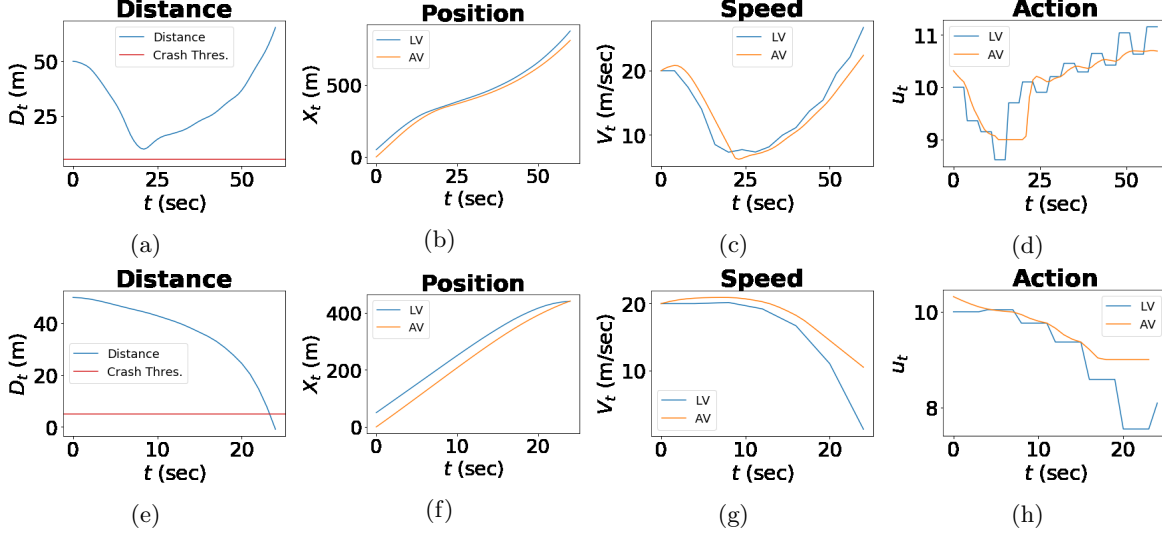 Distance
Distance
Crash Thres.
D_t (m)
50
25
0
25
50
t (sec)
(a)
Position
LV
AV
X_t (m)
500
0
0
25
50
t (sec)
(b)
Speed
LV
AV
V_t (m/sec)
20
10
0
25
50
t (sec)
(c)
Action
LV
AV
u_t
11
10
9
0
25
50
t (sec)
(d)
Distance
Distance
Crash Thres.
D_t (m)
40
20
0
0
10
20
t (sec)
(e)
Position
LV
AV
X_t (m)
400
200
0
0
10
20
t (sec)
(f)
Speed
LV
AV
V_t (m/sec)
20
10
0
10
20
t (sec)
(g)
Action
LV
AV
u_t
10
8
0
10
20
t (sec)
(h)